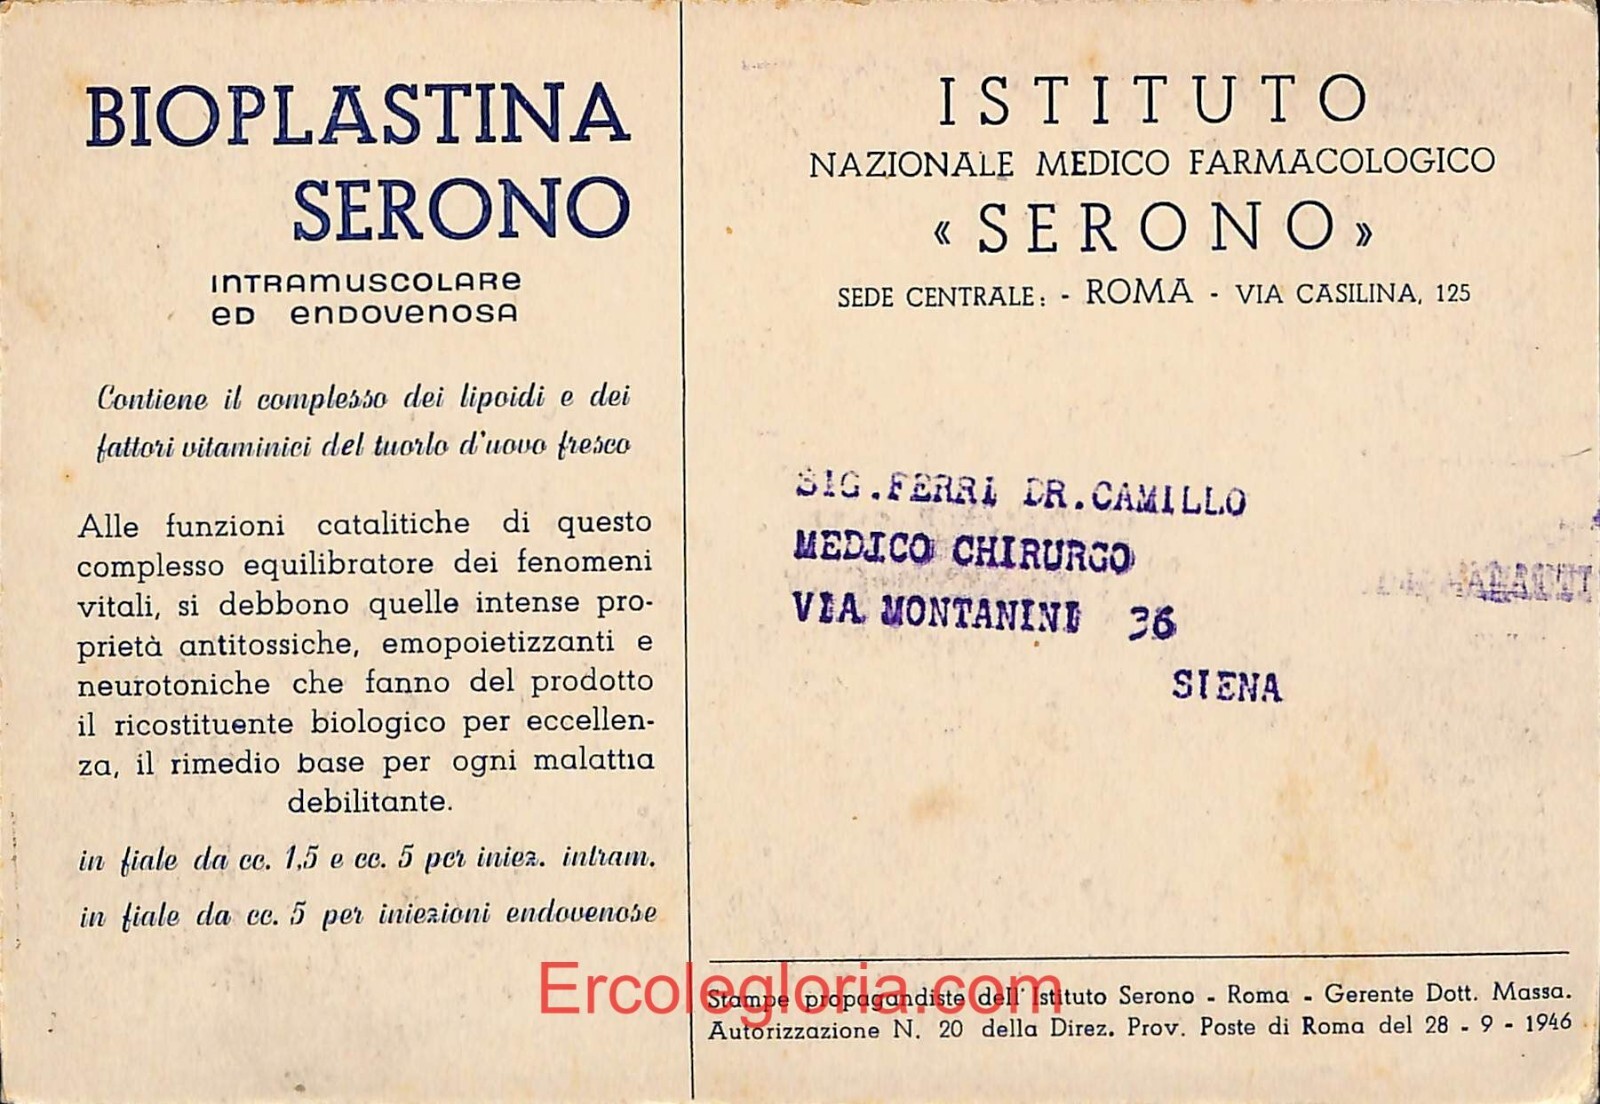 BIOPLASTINA
SERONO
INTRAMUSCOLARE
ED ENDOVENOSA
Contiene il complesso dei lipoidi e dei
fattori vitaminici del tuorlo d'uovo fresco
Alle funzioni catalitiche di questo
complesso equilibratore dei fenomeni
vitali, si debbono quelle intense pro-
prietà antitossiche, emopoietizzanti e
neurotoniche che fanno del prodotto
il ricostituente biologico per eccellen-
za, il rimedio base per ogni malattia
debilitante.
in fiale da cc. 1,5 e cc. 5 per iniez. intram.
in fiale da cc. 5 per iniezioni endovenose
ISTITUTO
NAZIONALE MEDICO FARMACOLOGICO
« SERONO »
SEDE CENTRALE: - ROMA - VIA CASILINA, 125
SIG.FERRI DR.CAMILLO
MEDICO CHIRURGO
VIA MONTANINI 36
SIENA
Stampe propagandiste dell' Istituto Serono - Roma - Gerente Dott. Massa.
Autorizzazione N. 20 della Direz. Prov. Poste di Roma del 28 - 9 - 1946
Ercolegloria.com